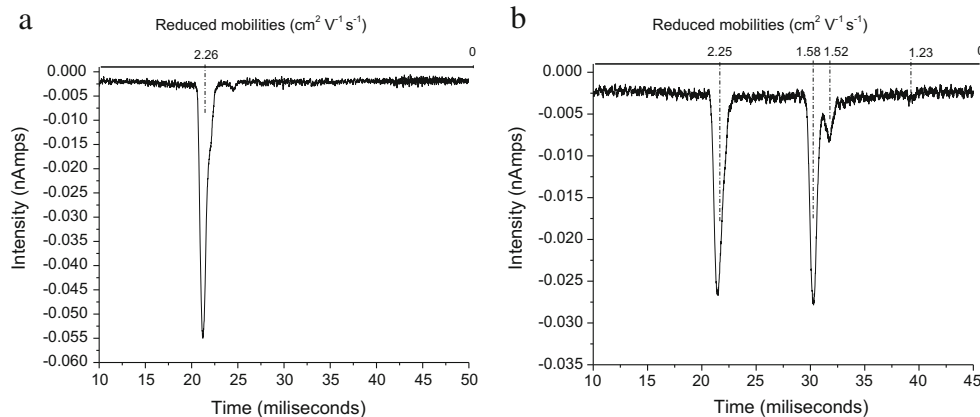 a
Reduced mobilities (cm² V⁻¹ s⁻¹)
2.26
0
0.000
-0.005
-0.010
-0.015
-0.020
-0.025
-0.030
-0.035
-0.040
-0.045
-0.050
-0.055
-0.060
Intensity (nAmps)
10 15 20 25 30 35 40 45 50
Time (miliseconds)
b
Reduced mobilities (cm² V⁻¹ s⁻¹)
2.25 1.58 1.52 1.23 0
0.000
-0.005
-0.010
-0.015
-0.020
-0.025
-0.030
-0.035
Intensity (nAmps)
10 15 20 25 30 35 40 45
Time (miliseconds)